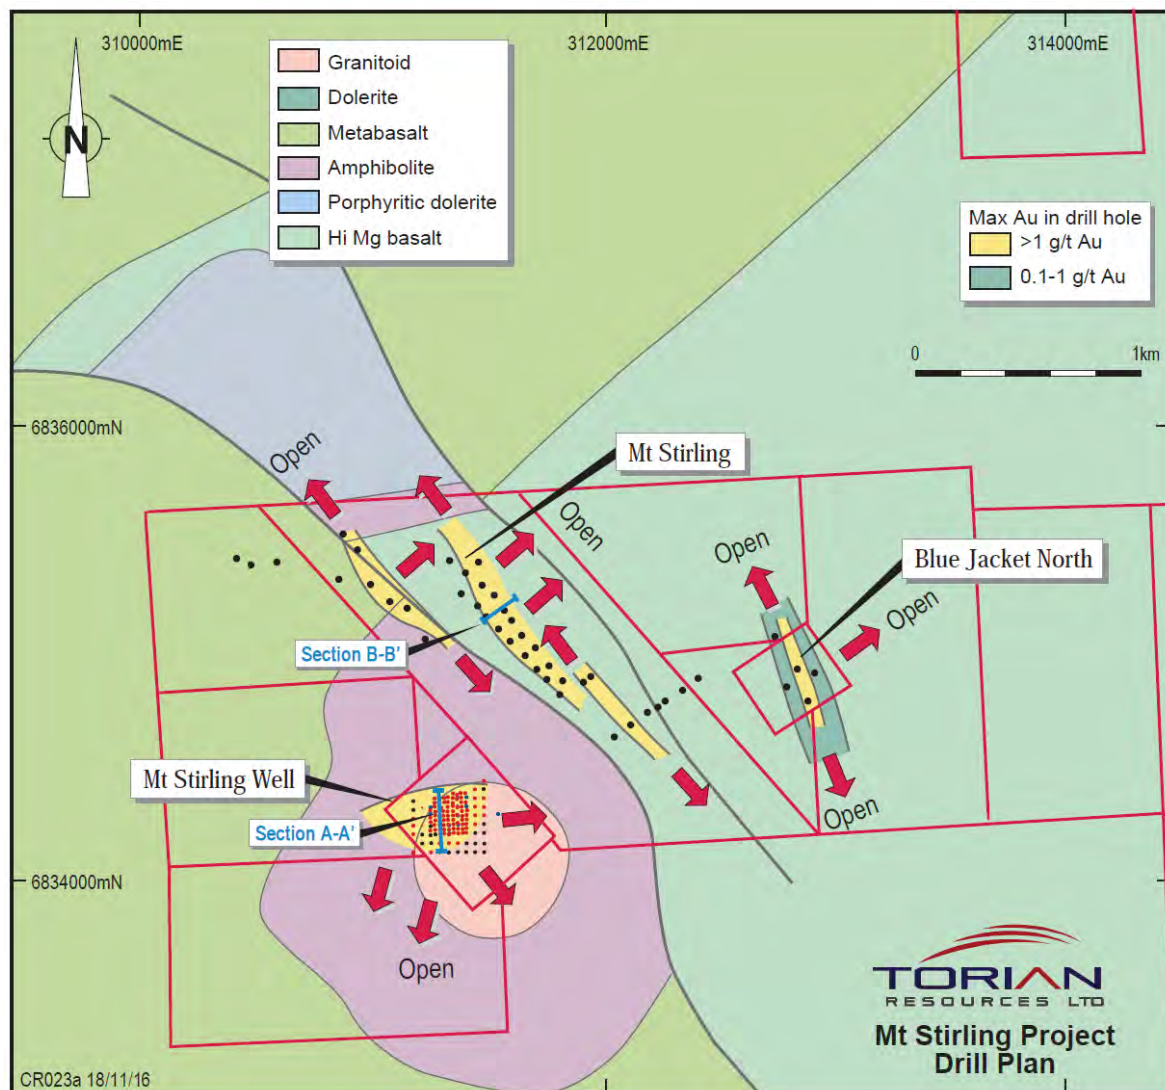 310000mE
312000mE
314000mE
Granitoid
Dolerite
Metabasalt
Amphibolite
Porphyritic dolerite
Hi Mg basalt
N
Max Au in drill hole
>1 g/t Au
0.1-1 g/t Au
0
1km
6836000mN
Open
Mt Stirling
Open
Open
Blue Jacket North
Open
Section B-B'
Mt Stirling Well
Section A-A'
Open
6834000mN
Open
TORIAN
RESOURCES LTD
Mt Stirling Project
Drill Plan
CR023a 18/11/16